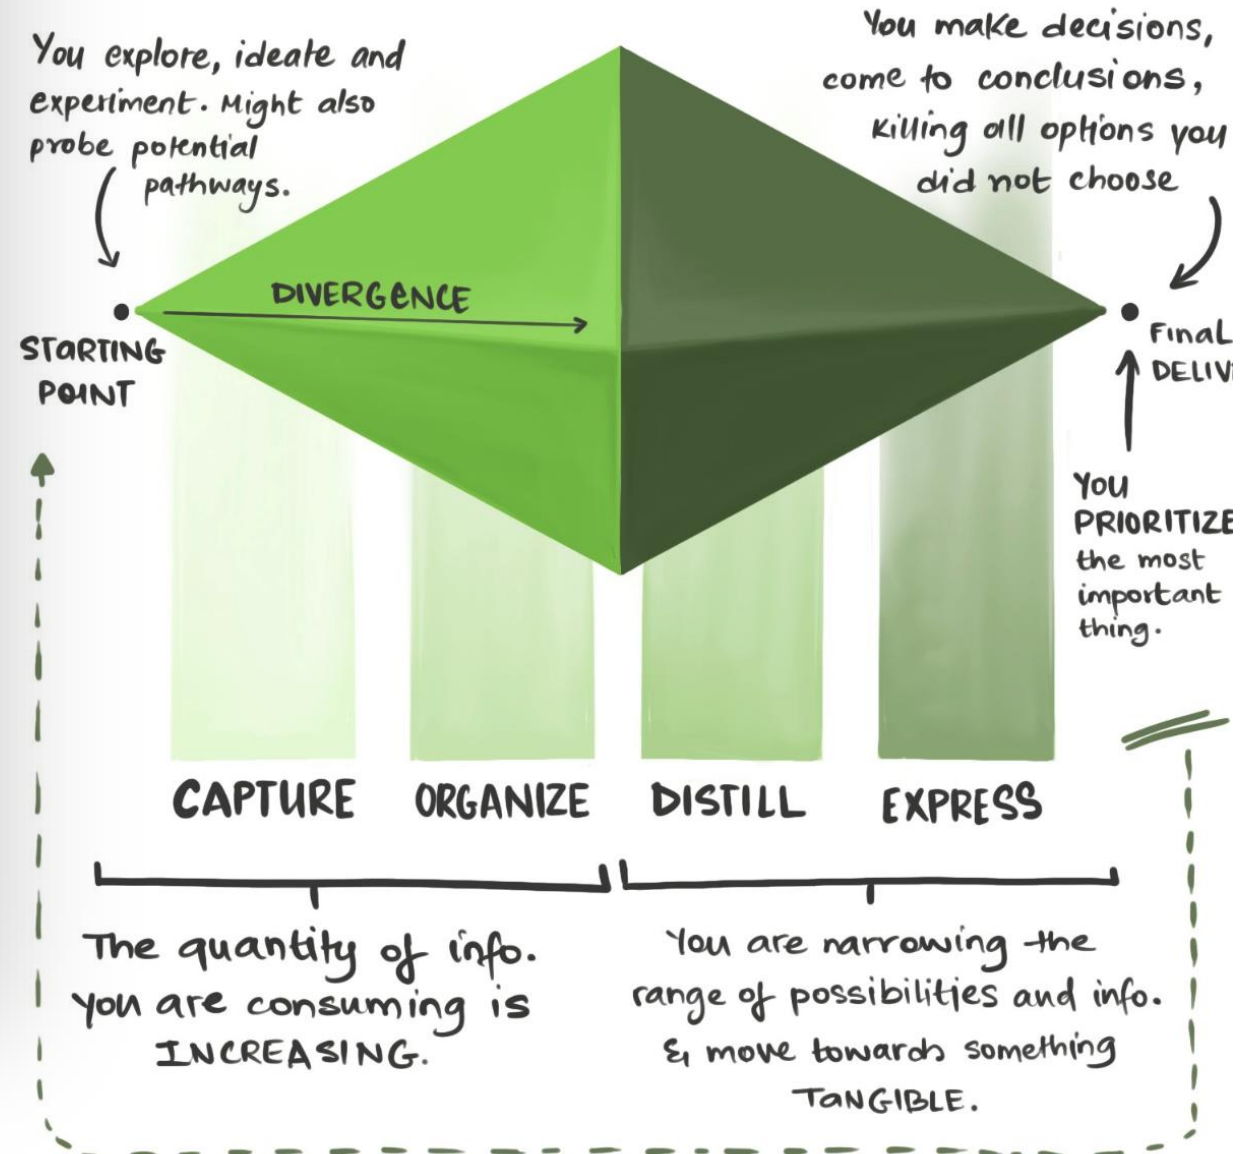 You explore, ideate and
experiment. Might also
probe potential
pathways.
You make decisions,
come to conclusions,
killing all options you
did not choose
DIVERGENCE
STARTING
POINT
FINAL
YOU
PRIORITIZE
the most
important
thing.
CAPTURE
ORGANIZE
DISTILL
EXPRESS
The quantity of info.
you are consuming is
INCREASING.
You are narrowing the
range of possibilities and info.
& move towards something
TANGIBLE.